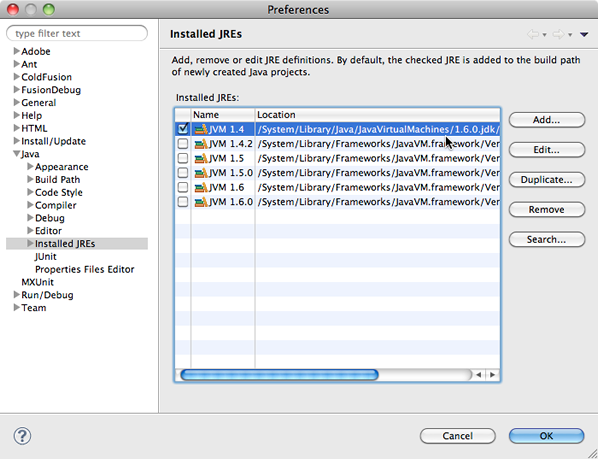 Preferences
type filter text
Adobe
Ant
ColdFusion
FusionDebug
General
Help
HTML
Install/Update
Java
Appearance
Build Path
Code Style
Compiler
Debug
Editor
Installed JREs
JUnit
Properties Files Editor
MXUnit
Run/Debug
Team
Installed JREs
Add, remove or edit JRE definitions. By default, the checked JRE is added to the build path
of newly created Java projects.
Installed JREs:
Name Location
JVM 1.4 /System/Library/Java/JavaVirtualMachines/1.6.0.jdk/
JVM 1.4.2 /System/Library/Frameworks/JavaVM.framework/Ver
JVM 1.5 /System/Library/Frameworks/JavaVM.framework/Ver
JVM 1.5.0 /System/Library/Frameworks/JavaVM.framework/Ver
JVM 1.6 /System/Library/Frameworks/JavaVM.framework/Ver
JVM 1.6.0 /System/Library/Frameworks/JavaVM.framework/Ver
Add...
Edit...
Duplicate...
Remove
Search...
?
Cancel
OK